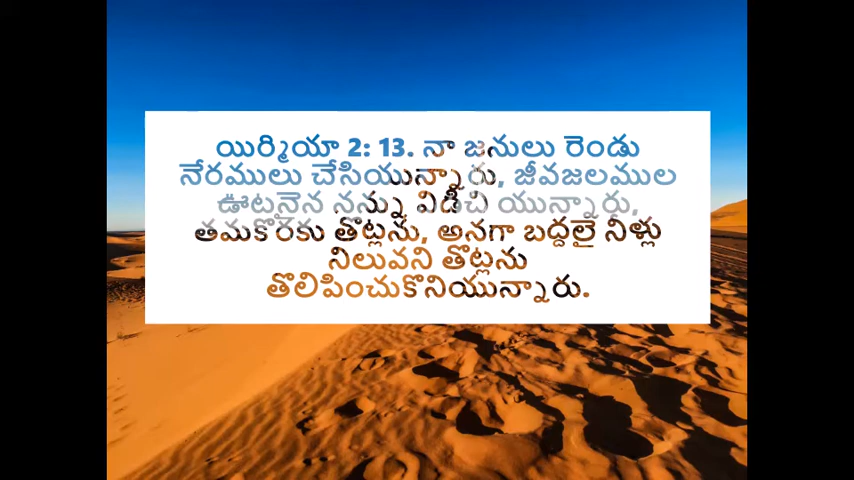 యిర్మియా 2: 13. నా జనులు రెండు
నేరములు చేసియున్నారు, జీవజలముల
ఊటనైన నన్ను విడిచి యున్నారు,
తమకొరకు తొట్లను, అనగా బద్దలై నీళ్లు
నిలువని తొట్లను
తొలిపించుకొనియున్నారు.